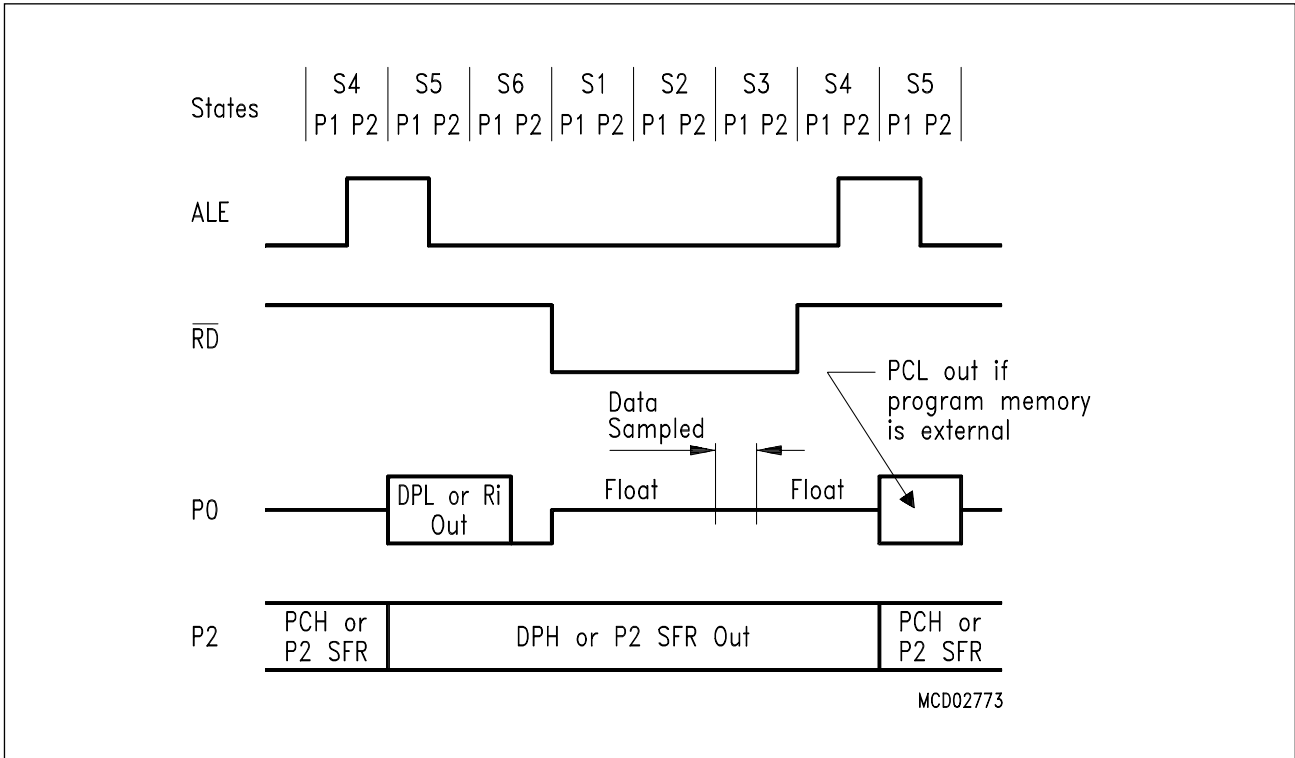 States
S4 S5 S6 S1 S2 S3 S4 S5
P1 P2 P1 P2 P1 P2 P1 P2 P1 P2 P1 P2 P1 P2 P1 P2
ALE
RD
PCL out if
program memory
is external
Data
Sampled
P0
DPL or Ri
Out
Float
Float
P2
PCH or
P2 SFR
DPH or P2 SFR Out
PCH or
P2 SFR
MCD02773